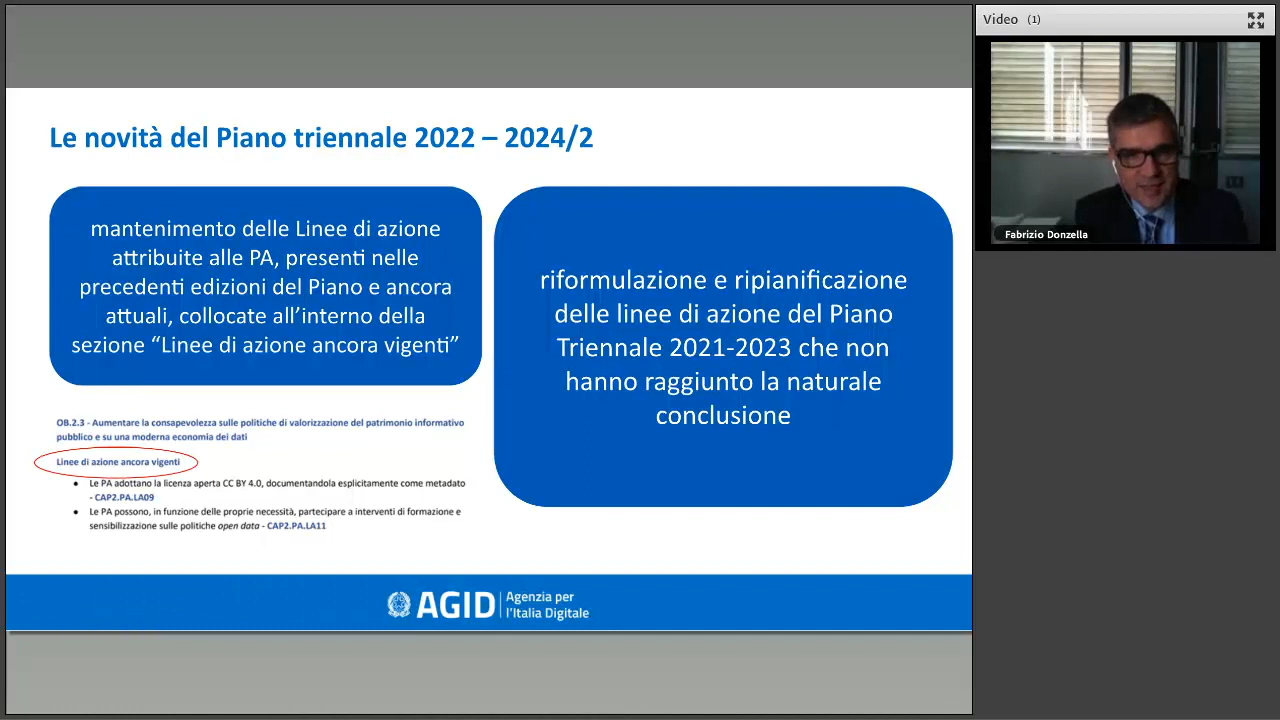 Video (1)
Le novità del Piano triennale 2022 – 2024/2
mantenimento delle Linee di azione
attribuite alle PA, presenti nelle
precedenti edizioni del Piano e ancora
attuali, collocate all’interno della
sezione “Linee di azione ancora vigenti”
riformulazione e ripianificazione
delle linee di azione del Piano
Triennale 2021-2023 che non
hanno raggiunto la naturale
conclusione
OB.2.3 - Aumentare la consapevolezza sulle politiche di valorizzazione del patrimonio informativo
pubblico e su una moderna economia dei dati
Linee di azione ancora vigenti
● Le PA adottano la licenza aperta CC BY 4.0, documentandola esplicitamente come metadato
- CAP2.PA.LA09
● Le PA possono, in funzione delle proprie necessità, partecipare a interventi di formazione e
sensibilizzazione sulle politiche open data - CAP2.PA.LA11
AGID
Agenzia per
l’Italia Digitale
Fabrizio Donzella